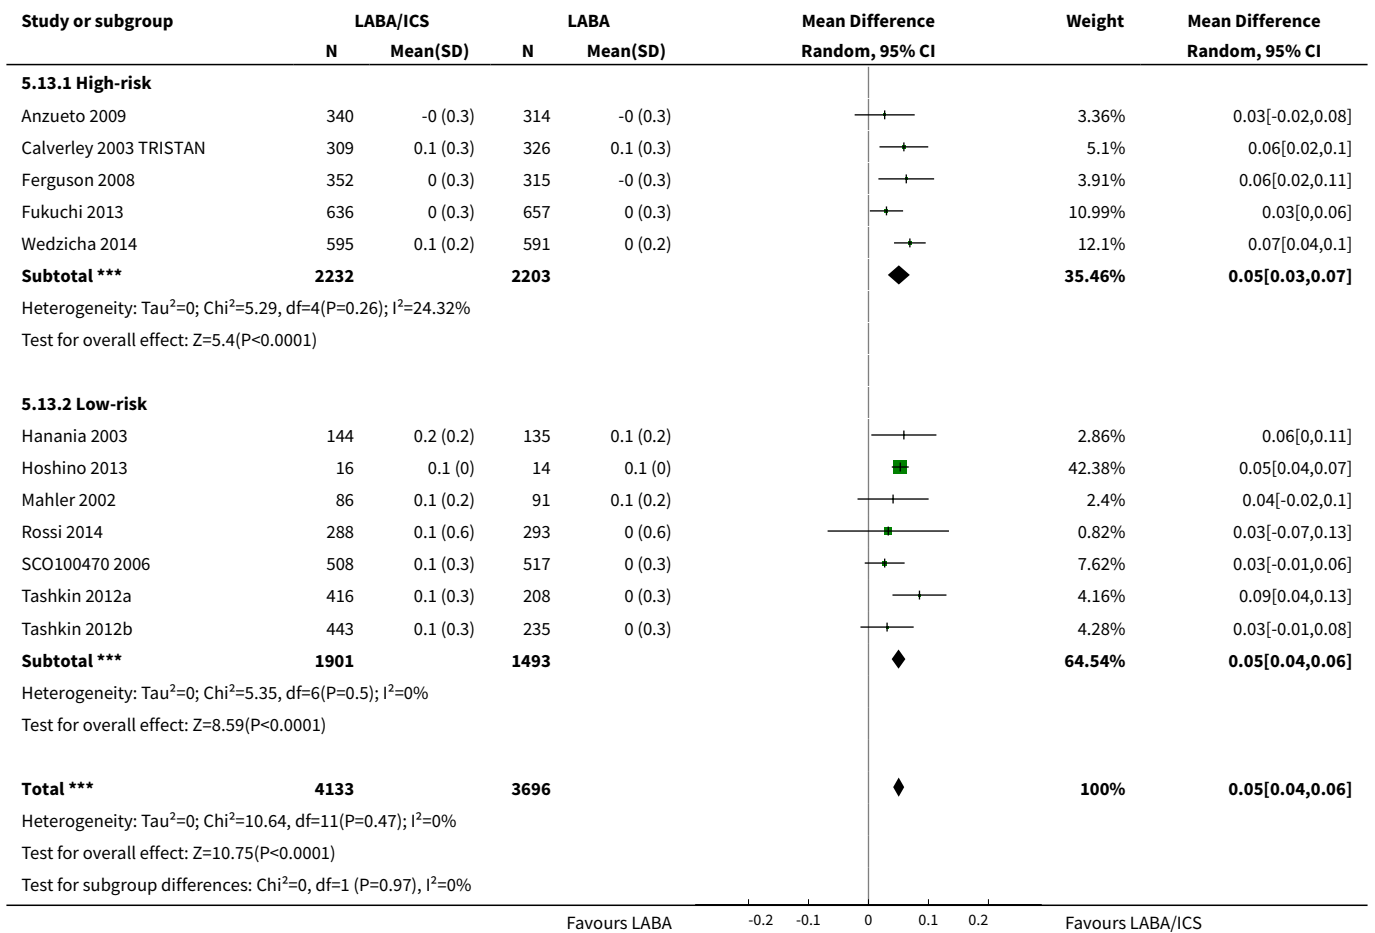 Study or subgroup LABA/ICS LABA Mean Difference Weight Mean Difference
N Mean(SD) N Mean(SD) Random, 95% CI Random, 95% CI
5.13.1 High-risk
Anzueto 2009 340 -0 (0.3) 314 -0 (0.3) 3.36% 0.03[-0.02,0.08]
Calverley 2003 TRISTAN 309 0.1 (0.3) 326 0.1 (0.3) 5.1% 0.06[0.02,0.1]
Ferguson 2008 352 0 (0.3) 315 -0 (0.3) 3.91% 0.06[0.02,0.11]
Fukuchi 2013 636 0 (0.3) 657 0 (0.3) 10.99% 0.03[0,0.06]
Wedzicha 2014 595 0.1 (0.2) 591 0 (0.2) 12.1% 0.07[0.04,0.1]
Subtotal *** 2232 2203 35.46% 0.05[0.03,0.07]
Heterogeneity: Tau²=0; Chi²=5.29, df=4(P=0.26); I²=24.32%
Test for overall effect: Z=5.4(P<0.0001)
5.13.2 Low-risk
Hanania 2003 144 0.2 (0.2) 135 0.1 (0.2) 2.86% 0.06[0,0.11]
Hoshino 2013 16 0.1 (0) 14 0.1 (0) 42.38% 0.05[0.04,0.07]
Mahler 2002 86 0.1 (0.2) 91 0.1 (0.2) 2.4% 0.04[-0.02,0.1]
Rossi 2014 288 0.1 (0.6) 293 0 (0.6) 0.82% 0.03[-0.07,0.13]
SCO100470 2006 508 0.1 (0.3) 517 0 (0.3) 7.62% 0.03[-0.01,0.06]
Tashkin 2012a 416 0.1 (0.3) 208 0 (0.3) 4.16% 0.09[0.04,0.13]
Tashkin 2012b 443 0.1 (0.3) 235 0 (0.3) 4.28% 0.03[-0.01,0.08]
Subtotal *** 1901 1493 64.54% 0.05[0.04,0.06]
Heterogeneity: Tau²=0; Chi²=5.35, df=6(P=0.5); I²=0%
Test for overall effect: Z=8.59(P<0.0001)
Total *** 4133 3696 100% 0.05[0.04,0.06]
Heterogeneity: Tau²=0; Chi²=10.64, df=11(P=0.47); I²=0%
Test for overall effect: Z=10.75(P<0.0001)
Test for subgroup differences: Chi²=0, df=1 (P=0.97), I²=0%
Favours LABA -0.2 -0.1 0 0.1 0.2 Favours LABA/ICS